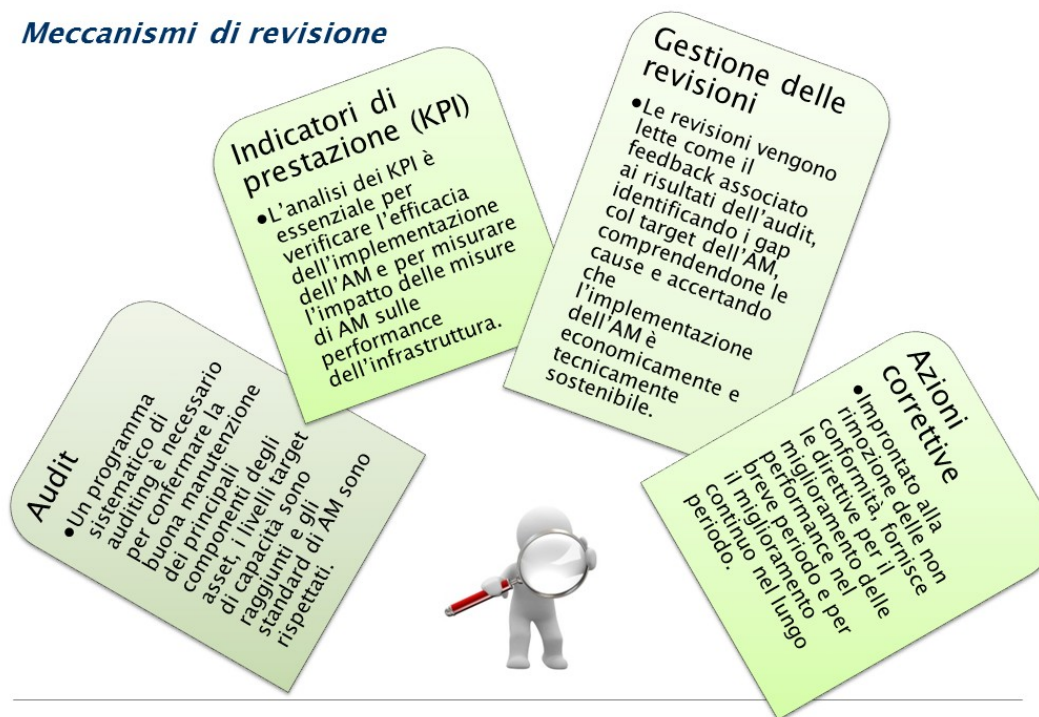 Meccanismi di revisione
Audit
•Un programma
sistematico di
auditing è necessario
per confermare la
buona manutenzione
dei principali
componenti degli
asset, i livelli target
di capacità sono
raggiunti e gli
standard di AM sono
rispettati.
Indicatori di
prestazione (KPI)
•L'analisi dei KPI è
essenziale per
verificare l'efficacia
dell'implementazione
dell'AM e per misurare
l'impatto delle misure
di AM sulle
performance
dell'infrastruttura.
Gestione delle
revisioni
•Le revisioni vengono
lette come il
feedback associato
ai risultati dell'audit,
identificando i gap
col target dell'AM,
comprendendone le
cause e accertando
che
l'implementazione
dell'AM è
economicamente e
tecnicamente
sostenibile.
Azioni
correttive
•Improntato alla
rimozione delle non
conformità, fornisce
le direttive per il
miglioramento delle
performance nel
breve periodo e per
il miglioramento
continuo nel lungo
periodo.